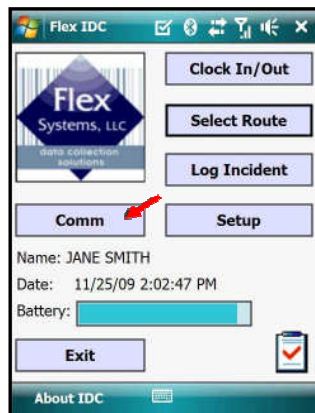 Flex IDC
Clock In/Out
Flex
Systems, LLC
data collection
solutions
Select Route
Log Incident
Comm
Setup
Name: JANE SMITH
Date: 11/25/09 2:02:47 PM
Battery:
Exit
About IDC